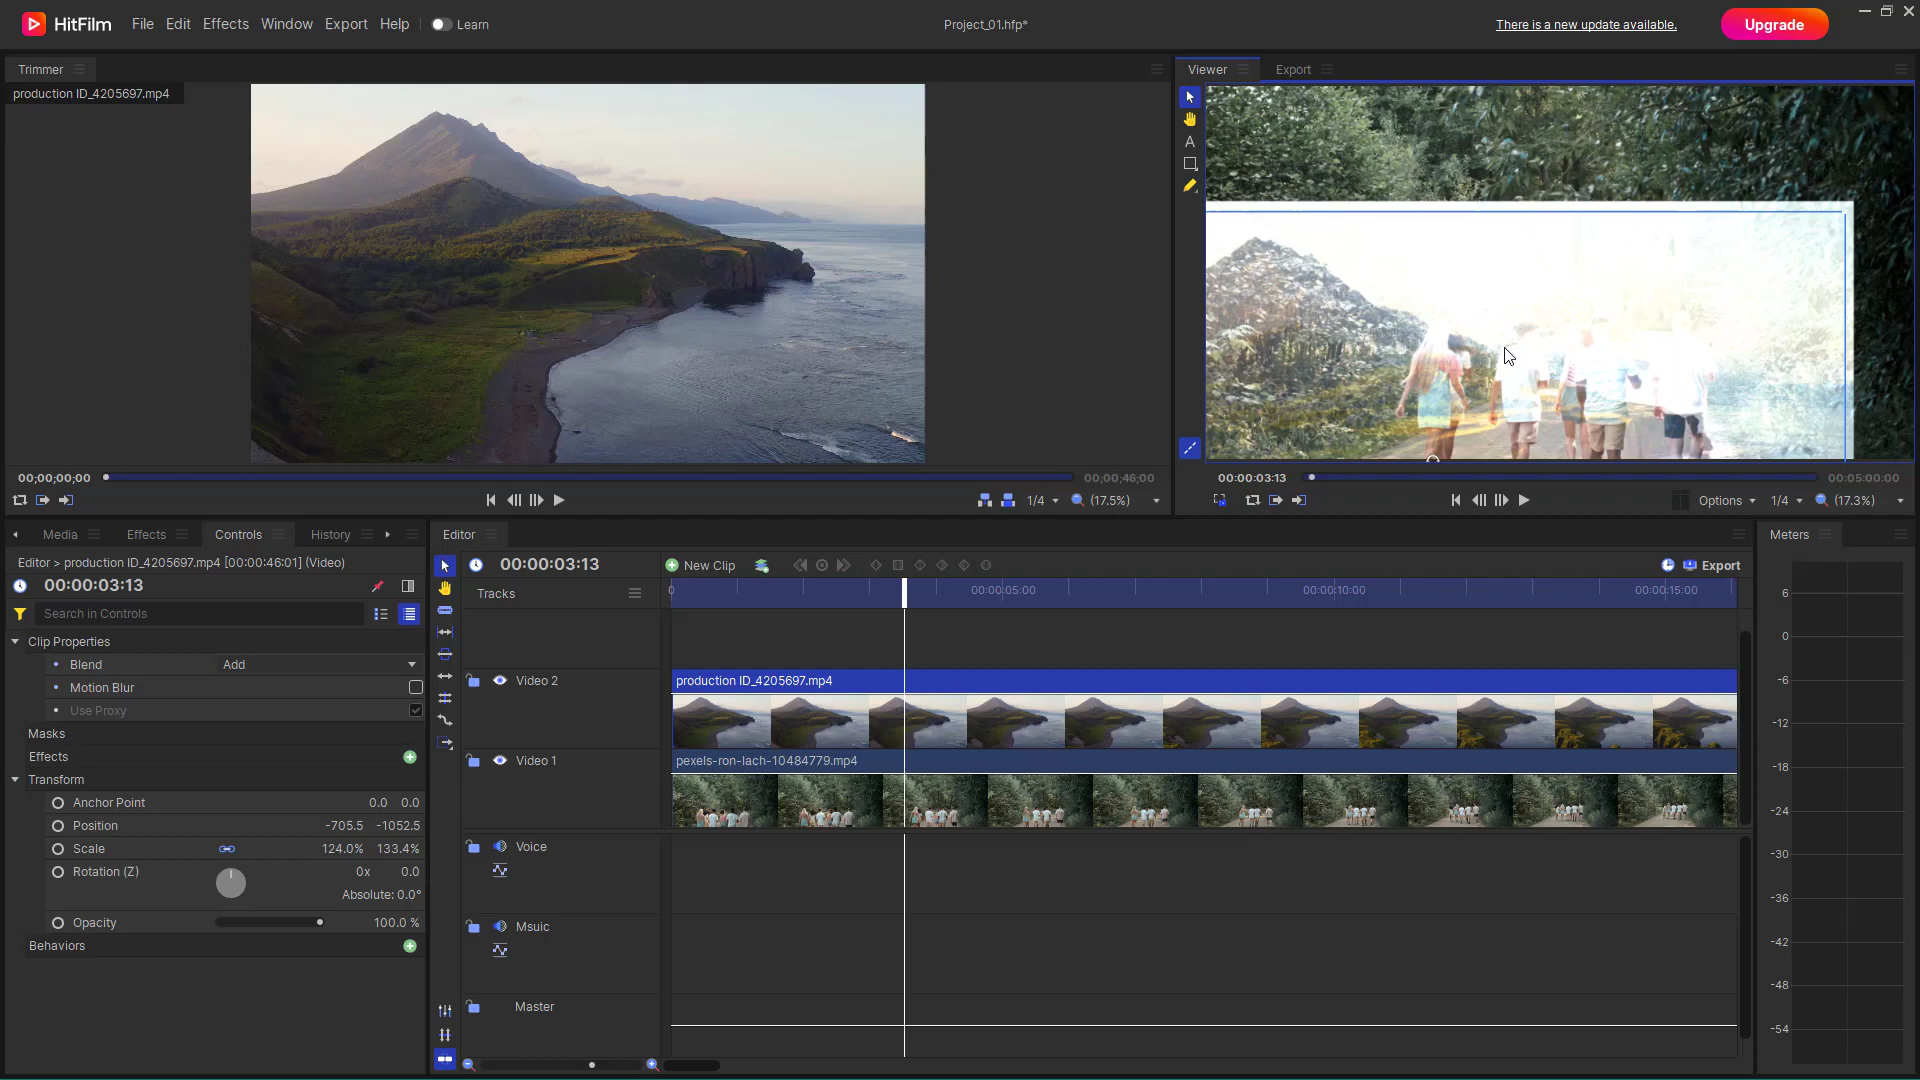 HitFilm File Edit Effects Window Export Help Learn Project_01.hfp* There is a new update available. Upgrade
Trimmer
production ID_4205697.mp4
00;00;00;00 00;00;46;00
1/4 (17.5%)
Viewer Export
A
00:00:03:13 00:05:00:00
Options 1/4 (17.3%)
Media Effects Controls History
Editor > production ID_4205697.mp4 [00:00:46:01] (Video)
00:00:03:13
Search in Controls
Clip Properties
Blend Add
Motion Blur
Use Proxy
Masks
Effects
Transform
Anchor Point 0.0 0.0
Position -705.5 -1052.5
Scale 124.0% 133.4%
Rotation (Z) 0x 0.0
Absolute: 0.0°
Opacity 100.0 %
Behaviors
Editor
00:00:03:13 New Clip Export
Tracks 0 00:00:05:00 00:00:10:00 00:00:15:00
Video 2 production ID_4205697.mp4
Video 1 pexels-ron-lach-10484779.mp4
Voice
Msuic
Master
Meters
6
0
-6
-12
-18
-24
-30
-36
-42
-48
-54